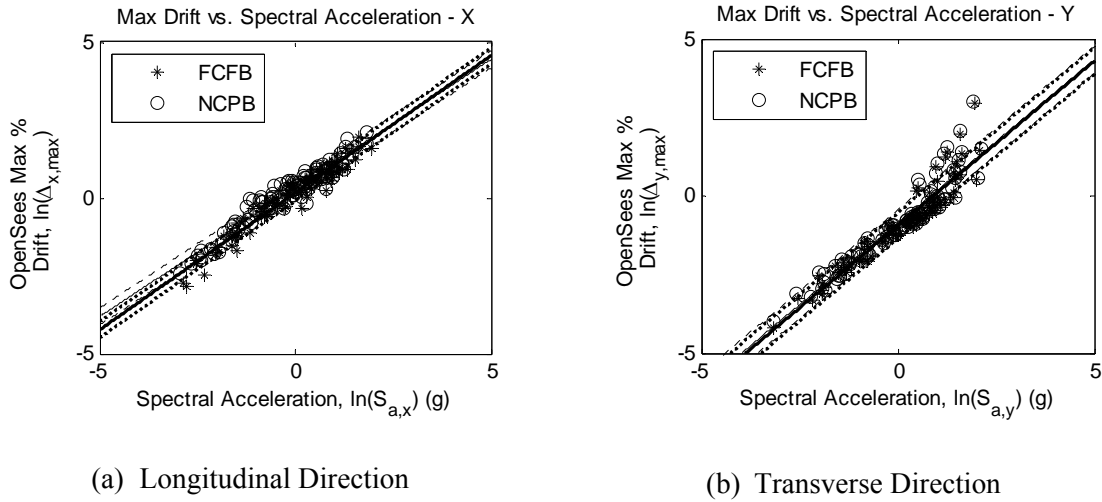 Max Drift vs. Spectral Acceleration - X
5
FCFB
NCPB
0
-5
OpenSees Max %
Drift, ln(Δx,max)
-5 0 5
Spectral Acceleration, ln(Sa,x) (g)
(a) Longitudinal Direction
Max Drift vs. Spectral Acceleration - Y
5
FCFB
NCPB
0
-5
OpenSees Max %
Drift, ln(Δy,max)
-5 0 5
Spectral Acceleration, ln(Sa,y) (g)
(b) Transverse Direction